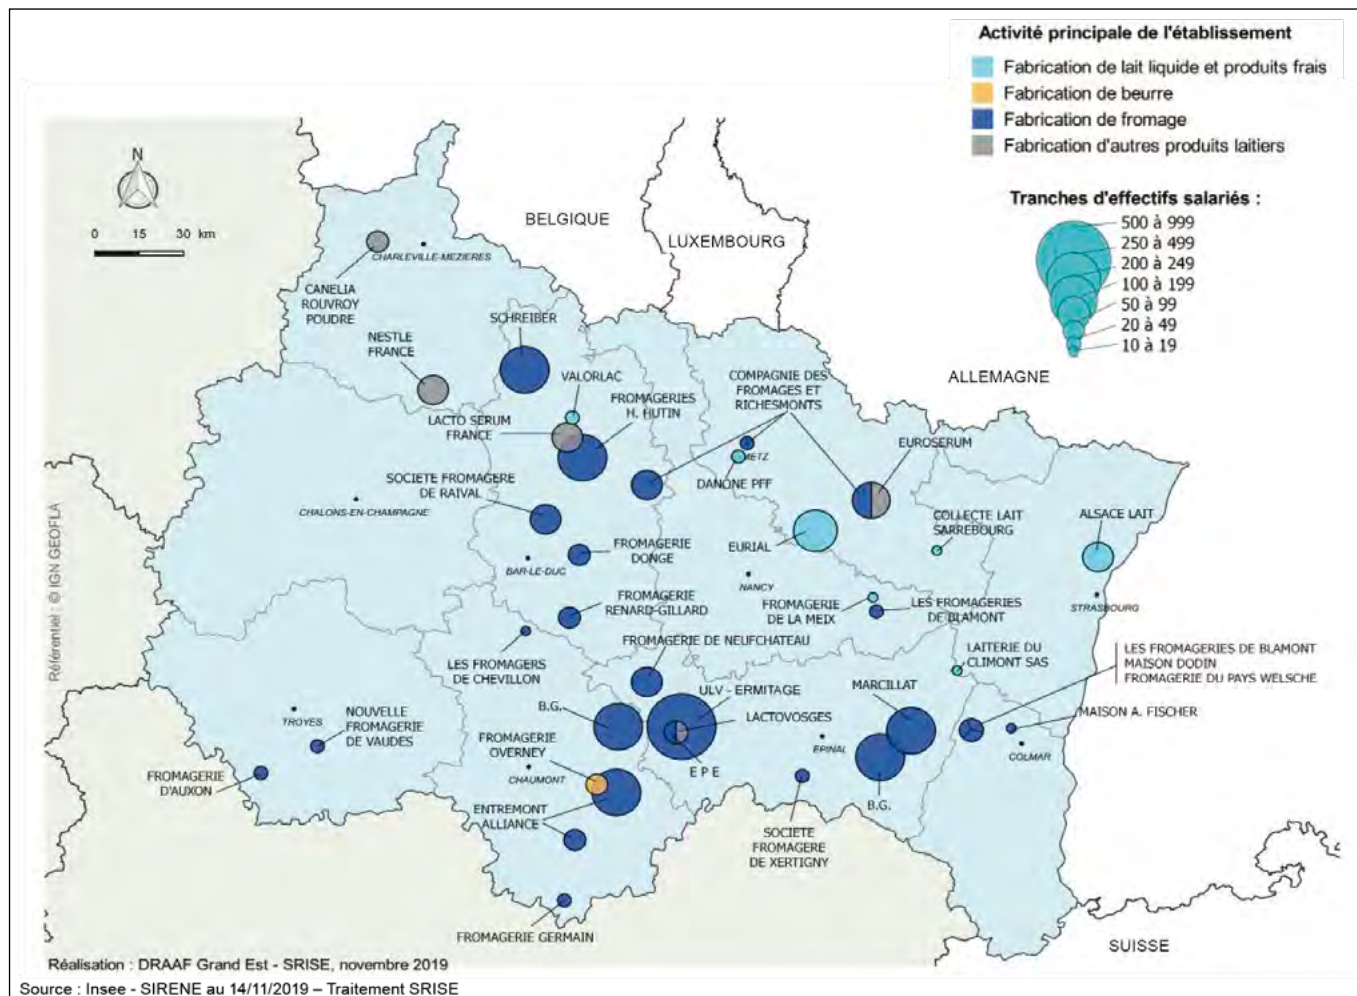 Activité principale de l'établissement
Fabrication de lait liquide et produits frais
Fabrication de beurre
Fabrication de fromage
Fabrication d'autres produits laitiers
Tranches d'effectifs salariés :
500 à 999
250 à 499
200 à 249
100 à 199
50 à 99
20 à 49
10 à 19
N
0 15 30 km
BELGIQUE
LUXEMBOURG
ALLEMAGNE
SUISSE
CHARLEVILLE-MEZIERES
CANELIA
ROUVROY
POUDRE
NESTLE
FRANCE
SCHREIBER
VALORLAC
FROMAGERIES
H. HUTIN
LACTO SERUM
FRANCE
COMPAGNIE DES
FROMAGES ET
RICHESMONTS
METZ
DANONE PFF
EUROSERUM
SOCIETE FROMAGERE
DE RAIVAL
CHALONS-EN-CHAMPAGNE
EURIAL
COLLECTE LAIT
SARREBOURG
ALSACE LAIT
FROMAGERIE
DONGE
BAR-LE-DUC
NANCY
STRASBOURG
FROMAGERIE
RENARD-GILLARD
FROMAGERIE
DE LA MEIX
LES FROMAGERIES
DE BLAMONT
FROMAGERIE DE NEUFCHATEAU
LES FROMAGERS
DE CHEVILLON
LAITERIE DU
CLIMONT SAS
LES FROMAGERIES DE BLAMONT
MAISON DODIN
FROMAGERIE DU PAYS WELSCHE
ULV - ERMITAGE
MARCILLAT
B.G.
LACTOVOSGES
MAISON A. FISCHER
TROYES
NOUVELLE
FROMAGERIE
DE VAUDES
FROMAGERIE
OVERNEY
EPINAL
COLMAR
CHAUMONT
E P E
FROMAGERIE
D'AUXON
ENTREMONT
ALLIANCE
B.G.
SOCIETE
FROMAGERE
DE XERTIGNY
FROMAGERIE GERMAIN
Référentiel : © IGN GEOFLA
Réalisation : DRAAF Grand Est - SRISE, novembre 2019
Source : Insee - SIRENE au 14/11/2019 – Traitement SRISE